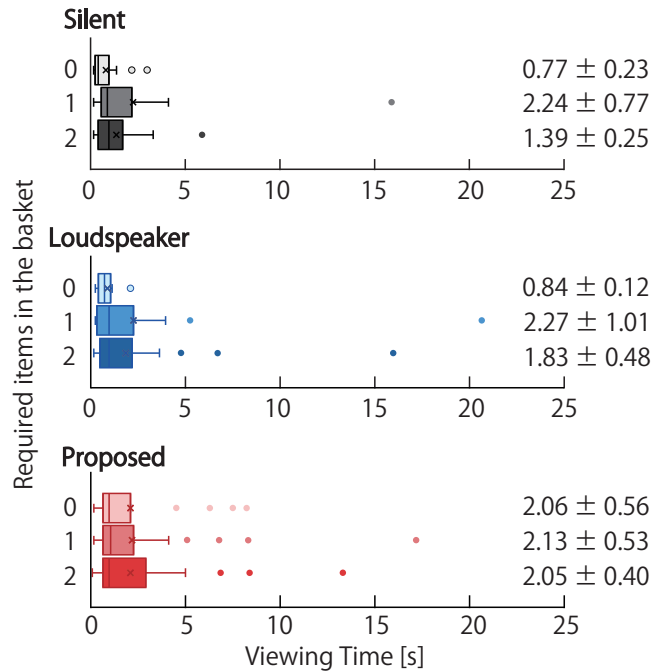 Silent
0 0.77 ± 0.23
1 2.24 ± 0.77
2 1.39 ± 0.25
0 5 10 15 20 25
Loudspeaker
0 0.84 ± 0.12
1 2.27 ± 1.01
2 1.83 ± 0.48
0 5 10 15 20 25
Proposed
0 2.06 ± 0.56
1 2.13 ± 0.53
2 2.05 ± 0.40
0 5 10 15 20 25
Viewing Time [s]
Required items in the basket